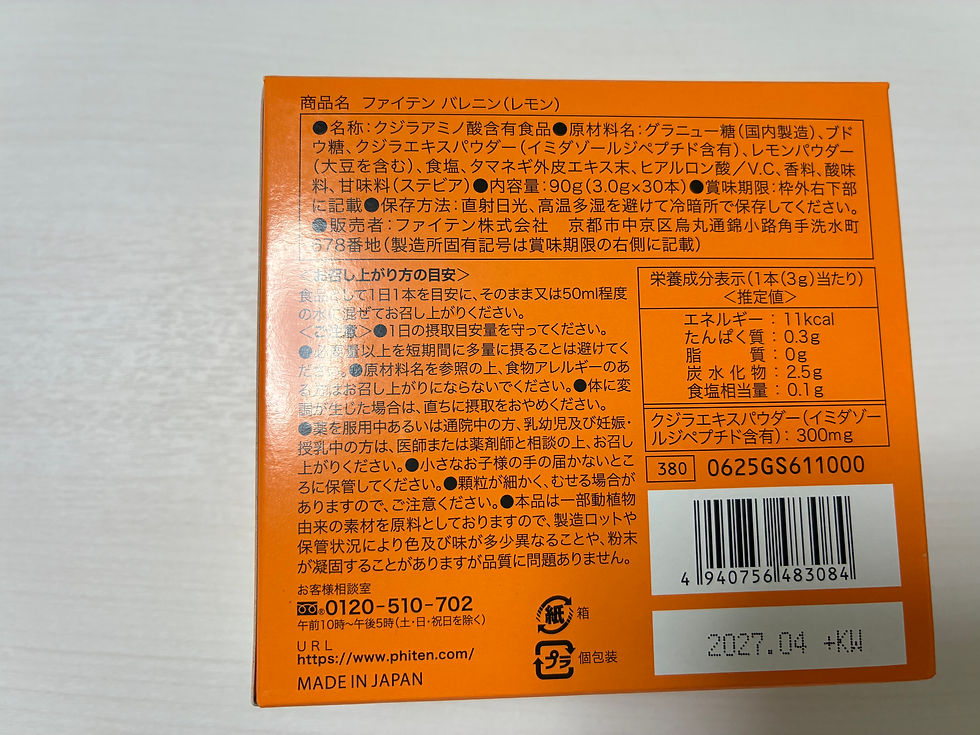 商品名 ファイテン バレニン(レモン)
●名称:クジラアミノ酸含有食品●原材料名:グラニュー糖(国内製造)、ブド
ウ糖、クジラエキスパウダー(イミダゾールジペプチド含有)、レモンパウダー
(大豆を含む)、食塩、タマネギ外皮エキス末、ヒアルロン酸/V.C、香料、酸味
料、甘味料(ステビア)●内容量:90g(3.0g×30本)●賞味期限:枠外右下部
に記載●保存方法:直射日光、高温多湿を避けて冷暗所で保存してください。
●販売者:ファイテン株式会社 京都市中京区烏丸通錦小路角手洗水町
678番地(製造所固有記号は賞味期限の右側に記載)
<お召し上がり方の目安>
食品として1日1本を目安に、そのまま又は50ml程度
の水に混ぜてお召し上がりください。
<ご注意>●1日の摂取目安量を守ってください。
●必要量以上を短期間に多量に摂ることは避けてく
ださい。●原材料名を参照の上、食物アレルギーのあ
る方はお召し上がりにならないでください。●体に変
調が生じた場合は、直ちに摂取をおやめください。
●薬を服用中あるいは通院中の方、乳幼児及び妊娠・
授乳中の方は、医師または薬剤師と相談の上、お召し
上がりください。●小さなお子様の手の届かないとこ
ろに保管してください。●顆粒が細かく、むせる場合が
ありますので、ご注意ください。●本品は一部動植物
由来の素材を原料としておりますので、製造ロットや
保管状況により色及び味が多少異なることや、粉末
が凝固することがありますが品質に問題ありません。
お客様相談室
0120-510-702
午前10時~午後5時(土・日・祝日を除く)
URL
https://www.phiten.com/
MADE IN JAPAN
紙 箱
プラ 個包装
栄養成分表示(1本(3g)当たり)
<推定値>
エネルギー:11kcal
たんぱく質:0.3g
脂質:0g
炭水化物:2.5g
食塩相当量:0.1g
クジラエキスパウダー(イミダゾー
ルジペプチド含有):300mg
380 0625GS611000
4 940756 483084
2027.04 +KW